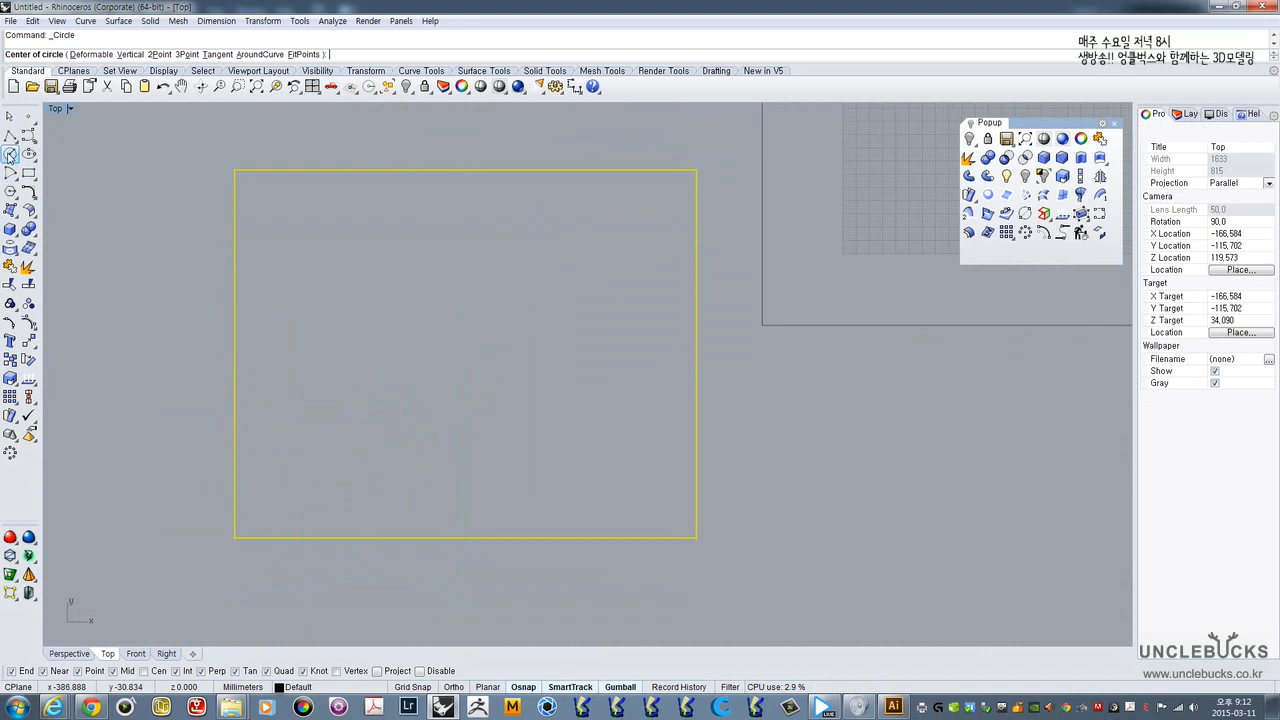 Untitled - Rhinoceros (Corporate) (64-bit) - [Top]
File Edit View Curve Surface Solid Mesh Dimension Transform Tools Analyze Render Panels Help
Command: _Circle
Center of circle ( Deformable Vertical 2Point 3Point Tangent AroundCurve FitPoints ):
매주 수요일 저녁 8시
생방송!! 엉클벅스와 함께하는 3D모델링
Standard CPlanes Set View Display Select Viewport Layout Visibility Transform Curve Tools Surface Tools Solid Tools Mesh Tools Render Tools Drafting New in V5
Top
Popup
Pro Lay Dis Hel
Title Top
Width 1633
Height 815
Projection Parallel
Camera
Lens Length 50,0
Rotation 90,0
X Location -166,584
Y Location -115,702
Z Location 119,573
Location Place...
Target
X Target -166,584
Y Target -115,702
Z Target 34,090
Location Place...
Wallpaper
Filename (none) ...
Show
Gray
y
x
Perspective Top Front Right
End Near Point Mid Cen Int Perp Tan Quad Knot Vertex Project Disable
UNCLEBUCKS
www.unclebucks.co.kr
CPlane x -386.888 y -30.834 z 0.000 Millimeters Default Grid Snap Ortho Planar Osnap SmartTrack Gumball Record History Filter CPU use: 2.9 %
Lr
M
LIVE
Ai
오후 9:12
2015-03-11